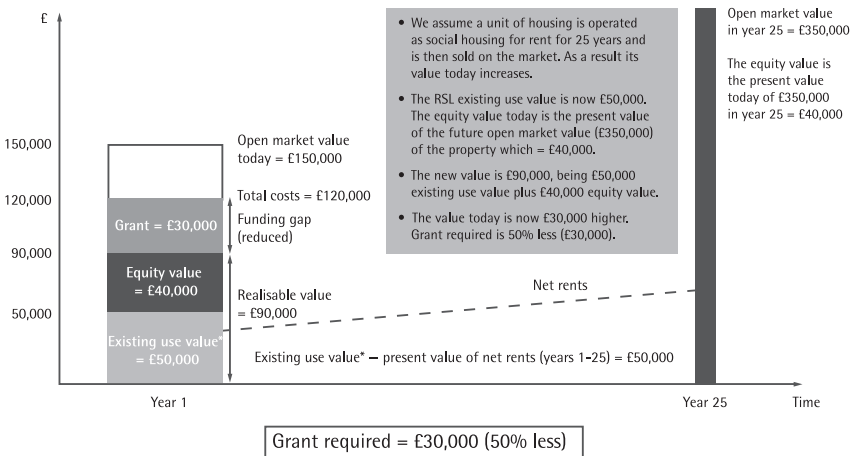 £
150,000
120,000
90,000
50,000
Open market value
today = £150,000
Total costs = £120,000
Grant = £30,000
Funding gap
(reduced)
Equity value
= £40,000
Realisable value
= £90,000
Existing use value*
= £50,000
• We assume a unit of housing is operated
as social housing for rent for 25 years and
is then sold on the market. As a result its
value today increases.
• The RSL existing use value is now £50,000.
The equity value today is the present value
of the future open market value (£350,000)
of the property which = £40,000.
• The new value is £90,000, being £50,000
existing use value plus £40,000 equity value.
• The value today is now £30,000 higher.
Grant required is 50% less (£30,000).
Open market value
in year 25 = £350,000
The equity value is
the present value
today of £350,000
in year 25 = £40,000
Net rents
Existing use value* – present value of net rents (years 1-25) = £50,000
Year 1
Year 25
Time
Grant required = £30,000 (50% less)